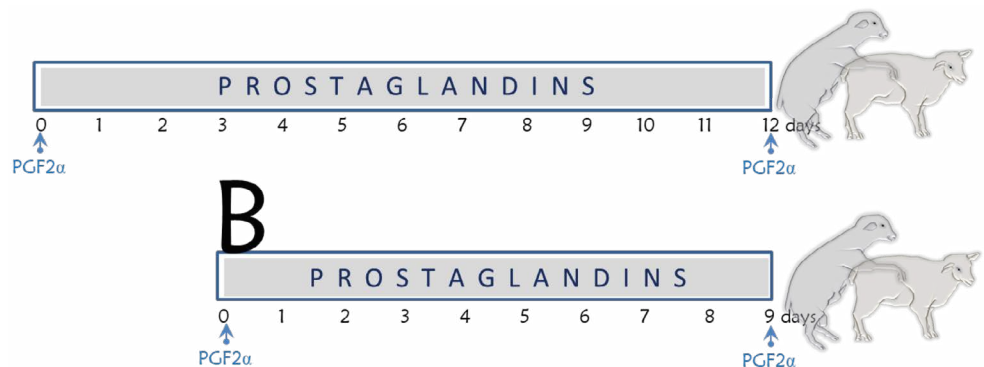 PROSTAGLANDINS
0 1 2 3 4 5 6 7 8 9 10 11 12 days
PGF2α PGF2α
B
PROSTAGLANDINS
0 1 2 3 4 5 6 7 8 9 days
PGF2α PGF2α